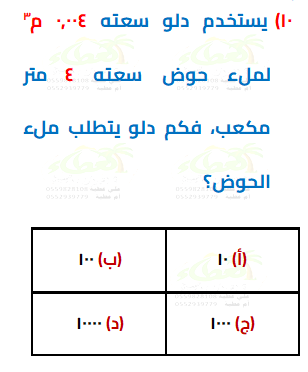 ١٠) يستخدم دلو سعته ٠,٠٠٤ م٣
لملء حوض سعته ٤ متر
مكعب، فكم دلو يتطلب ملء
الحوض؟
(أ) ١٠ (ب) ١٠٠
(ج) ١٠٠٠ (د) ١٠٠٠٠